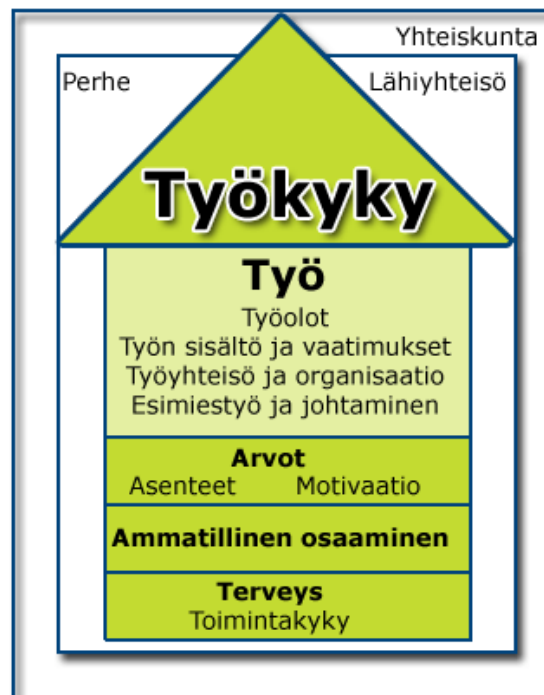 Yhteiskunta
Perhe
Lähiyhteisö
Työkyky
Työ
Työolot
Työn sisältö ja vaatimukset
Työyhteisö ja organisaatio
Esimiestyö ja johtaminen
Arvot
Asenteet Motivaatio
Ammatillinen osaaminen
Terveys
Toimintakyky